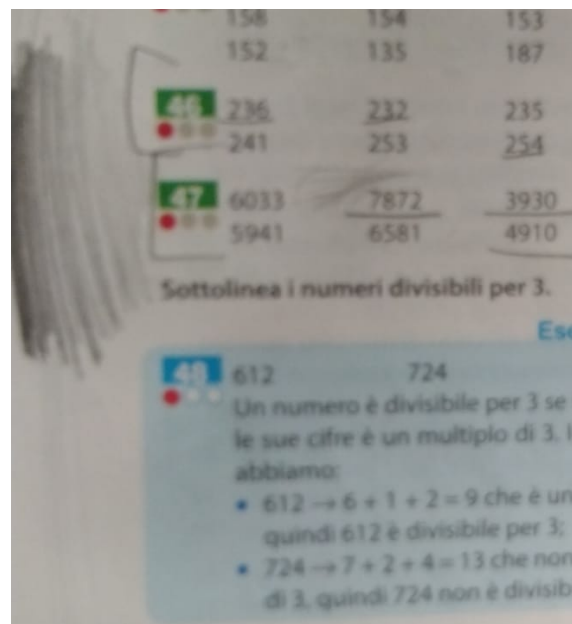 158 154 153
152 135 187
46 236 232 235
241 253 254
47 6033 7872 3930
5941 6581 4910
Sottolinea i numeri divisibili per 3.
Ese
48 612 724
Un numero è divisibile per 3 se
le sue cifre è un multiplo di 3. I
abbiamo:
• 612 → 6 + 1 + 2 = 9 che è un
quindi 612 è divisibile per 3;
• 724 → 7 + 2 + 4 = 13 che non
di 3, quindi 724 non è divisib